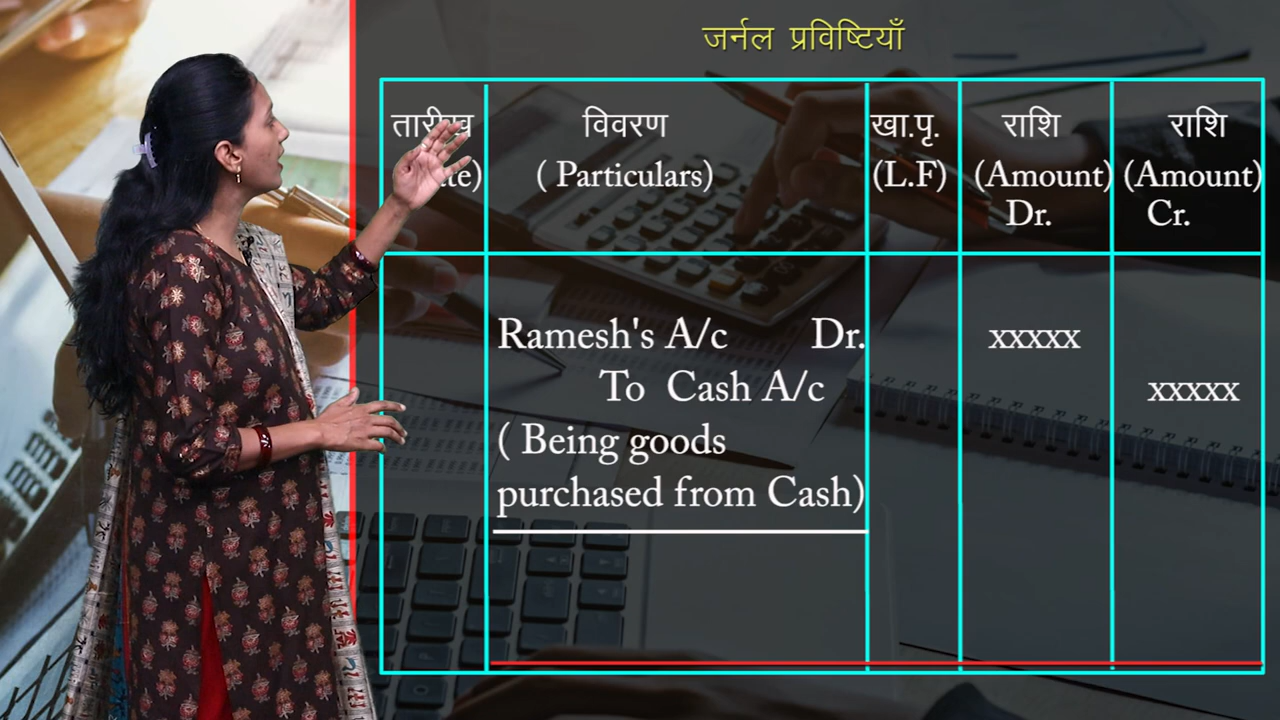 जर्नल प्रविष्टियाँ
विवरण खा.पृ. राशि राशि
( Particulars) (L.F) (Amount) (Amount)
Dr. Cr.
Ramesh's A/c Dr. xxxxx
To Cash A/c xxxxx
( Being goods
purchased from Cash)